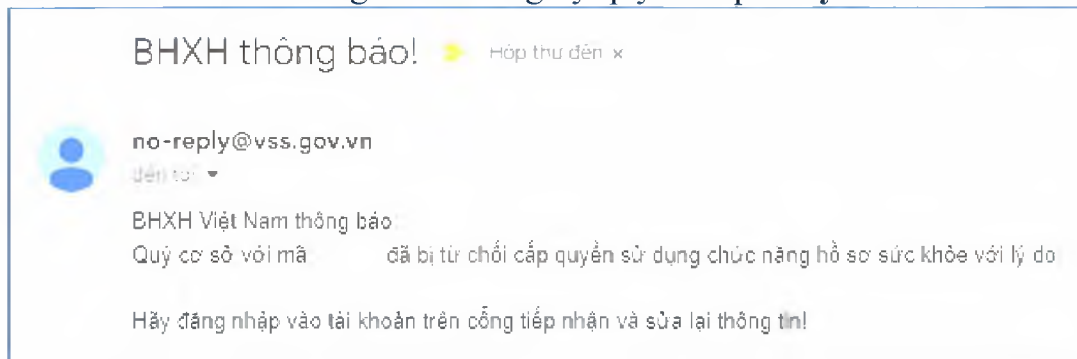 BHXH thông báo! Hộp thư đến ×
no-reply@vss.gov.vn
đến tôi
BHXH Việt Nam thông báo:
Quý cơ sở với mã đã bị từ chối cấp quyền sử dụng chức năng hồ sơ sức khỏe với lý do
Hãy đăng nhập vào tài khoản trên cổng tiếp nhận và sửa lại thông tin!